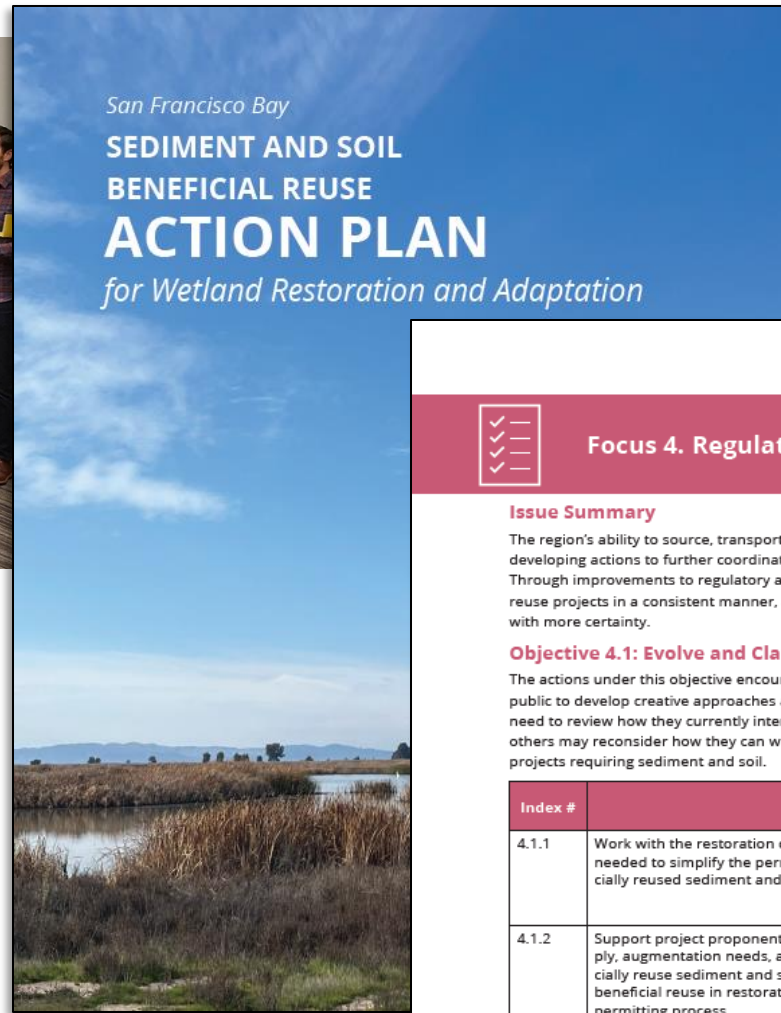 San Francisco Bay
SEDIMENT AND SOIL
BENEFICIAL REUSE
ACTION PLAN
for Wetland Restoration and Adaptation
Focus 4. Regulat
Issue Summary
The region's ability to source, transport
developing actions to further coordinat
Through improvements to regulatory a
reuse projects in a consistent manner,
with more certainty.
Objective 4.1: Evolve and Cla
The actions under this objective encour
public to develop creative approaches
need to review how they currently inte
others may reconsider how they can w
projects requiring sediment and soil.
Index #
4.1.1 Work with the restoration
needed to simplify the per
cially reused sediment and
4.1.2 Support project proponent
ply, augmentation needs, a
cially reuse sediment and s
beneficial reuse in restorat
permitting process